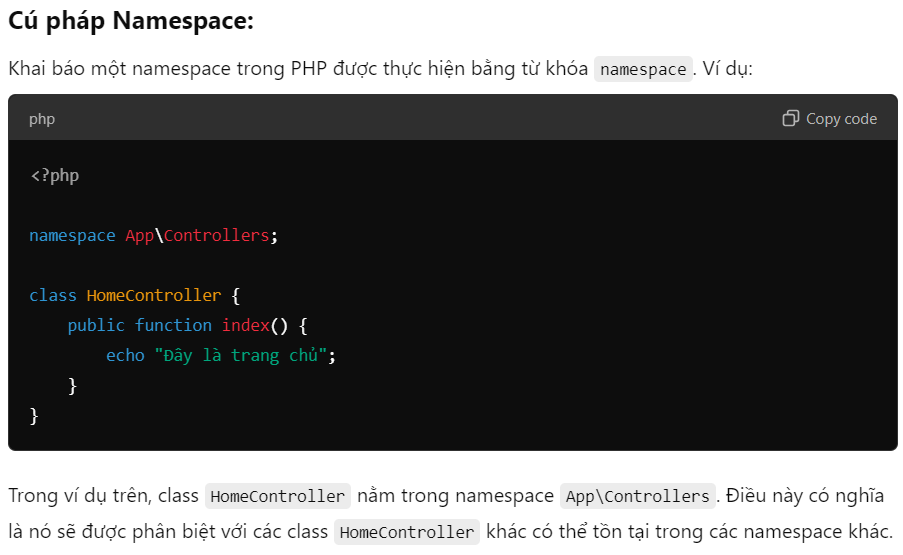 Cú pháp Namespace:
Khai báo một namespace trong PHP được thực hiện bằng từ khóa namespace. Ví dụ:
php Copy code
<?php
namespace App\Controllers;
class HomeController {
public function index() {
echo "Đây là trang chủ";
}
}
Trong ví dụ trên, class HomeController nằm trong namespace App\Controllers. Điều này có nghĩa
là nó sẽ được phân biệt với các class HomeController khác có thể tồn tại trong các namespace khác.